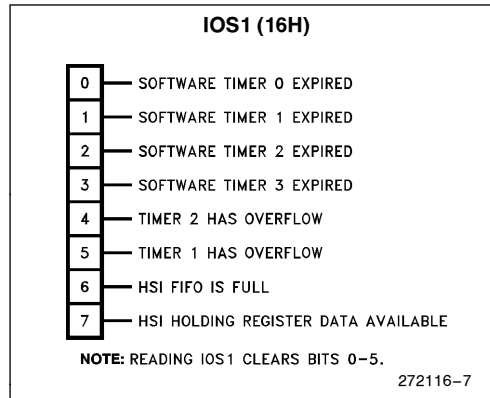 IOS1 (16H)
0 SOFTWARE TIMER 0 EXPIRED
1 SOFTWARE TIMER 1 EXPIRED
2 SOFTWARE TIMER 2 EXPIRED
3 SOFTWARE TIMER 3 EXPIRED
4 TIMER 2 HAS OVERFLOW
5 TIMER 1 HAS OVERFLOW
6 HSI FIFO IS FULL
7 HSI HOLDING REGISTER DATA AVAILABLE
NOTE: READING IOS1 CLEARS BITS 0–5.
272116–7